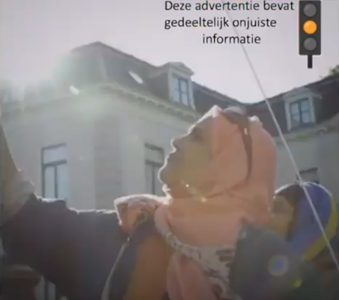 Deze advertentie bevat
gedeeltelijk onjuiste
informatie